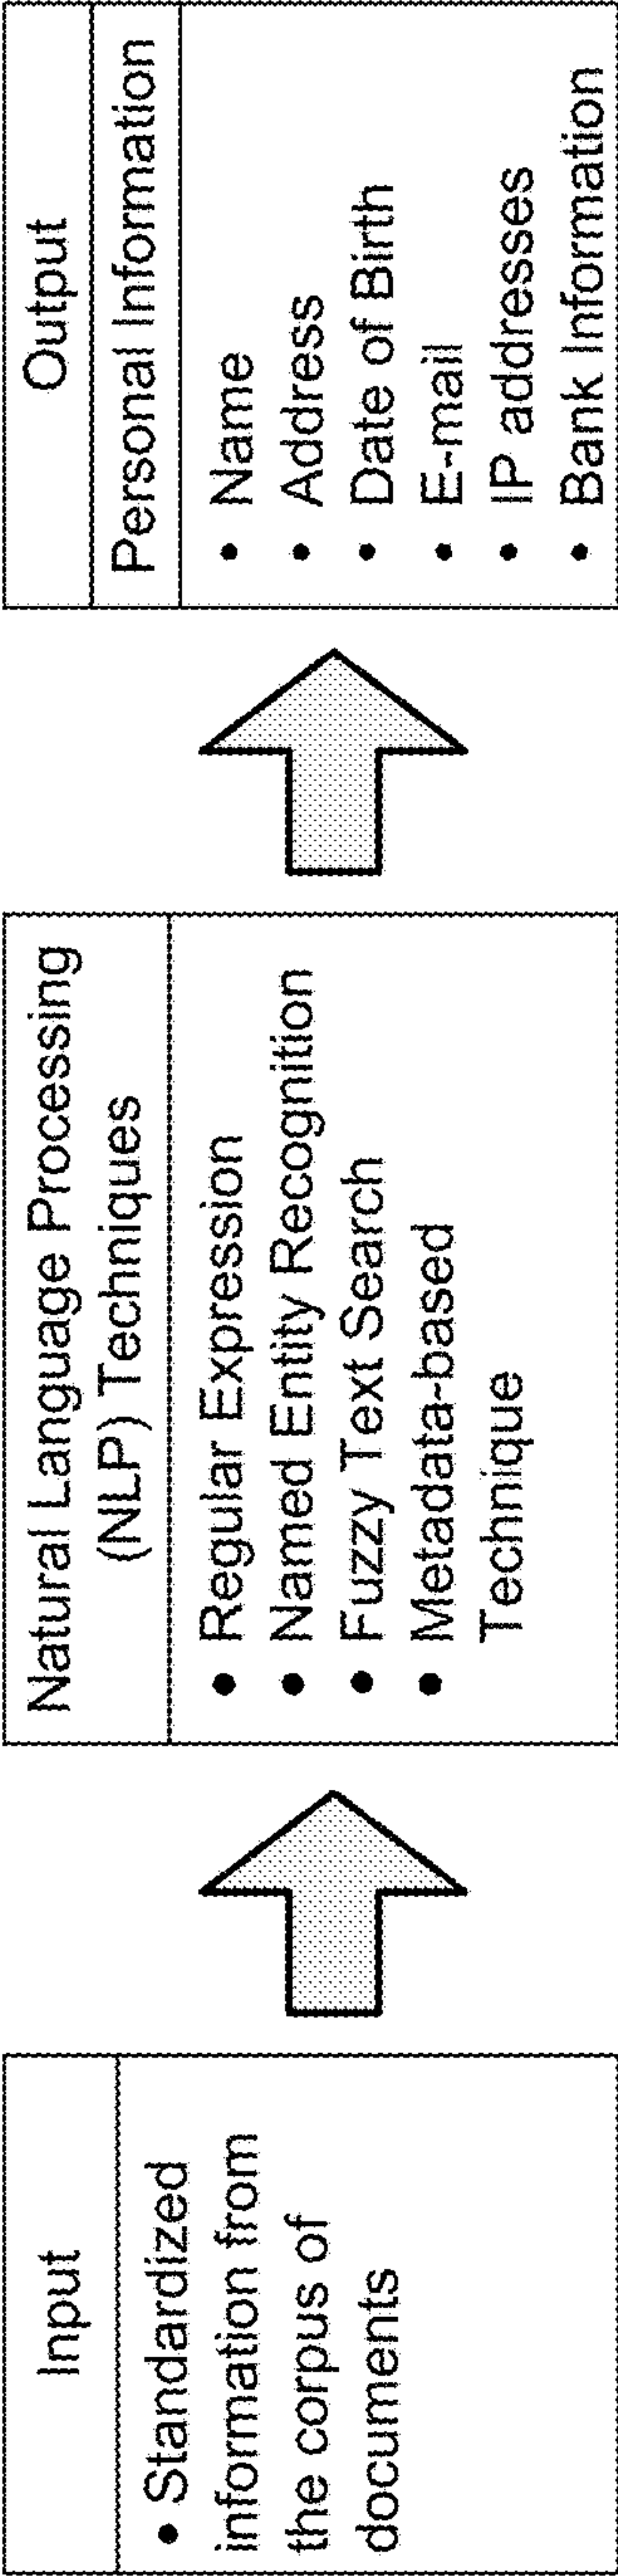 Input
• Standardized
information from
the corpus of
documents
Natural Language Processing
(NLP) Techniques
• Regular Expression
• Named Entity Recognition
• Fuzzy Text Search
• Metadata-based
Technique
Output
Personal Information
• Name
• Address
• Date of Birth
• E-mail
• IP addresses
• Bank Information